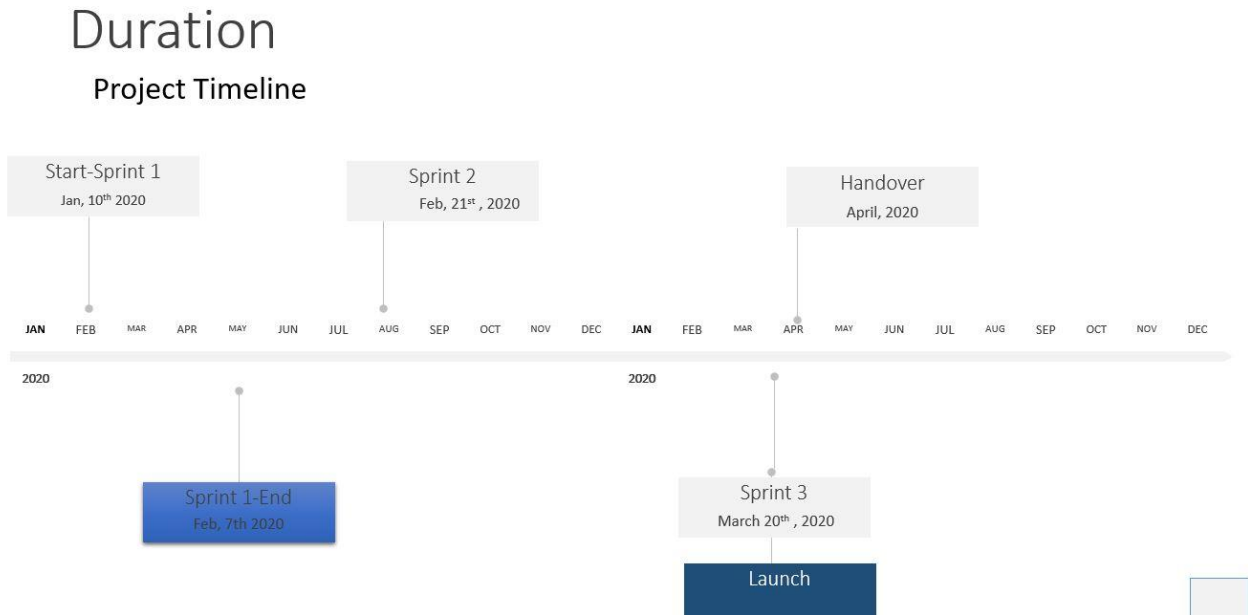 Duration
Project Timeline
Start-Sprint 1
Jan, 10th 2020
Sprint 2
Feb, 21st , 2020
Handover
April, 2020
JAN FEB MAR APR MAY JUN JUL AUG SEP OCT NOV DEC JAN FEB MAR APR MAY JUN JUL AUG SEP OCT NOV DEC
2020 2020
Sprint 1-End
Feb, 7th 2020
Sprint 3
March 20th , 2020
Launch